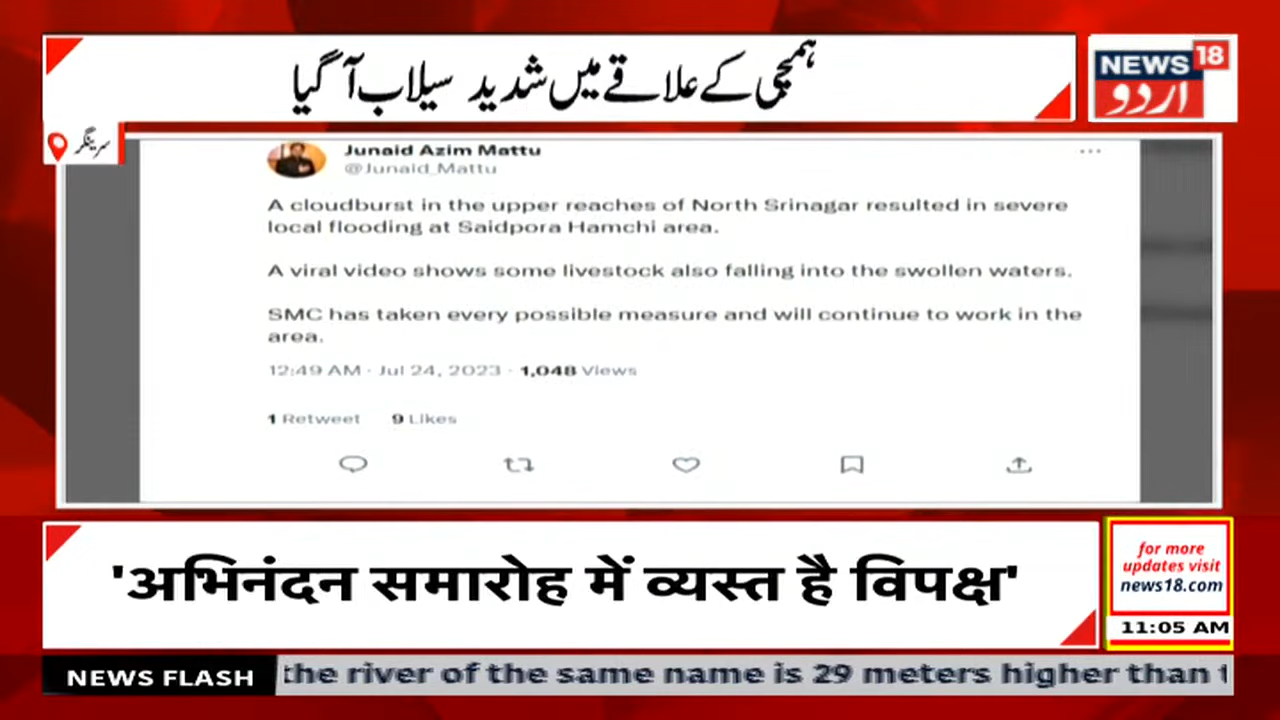 ہمچی کے علاقے میں شدید سیلاب آ گیا
NEWS 18
اردو
سرینگر
Junaid Azim Mattu
@Junaid_Mattu
A cloudburst in the upper reaches of North Srinagar resulted in severe
local flooding at Saidpora Hamchi area.
A viral video shows some livestock also falling into the swollen waters.
SMC has taken every possible measure and will continue to work in the
area.
12:49 AM · Jul 24, 2023 · 1,048 Views
1 Retweet 9 Likes
'अभिनंदन समारोह में व्यस्त है विपक्ष'
for more
updates visit
news18.com
11:05 AM
NEWS FLASH the river of the same name is 29 meters higher than